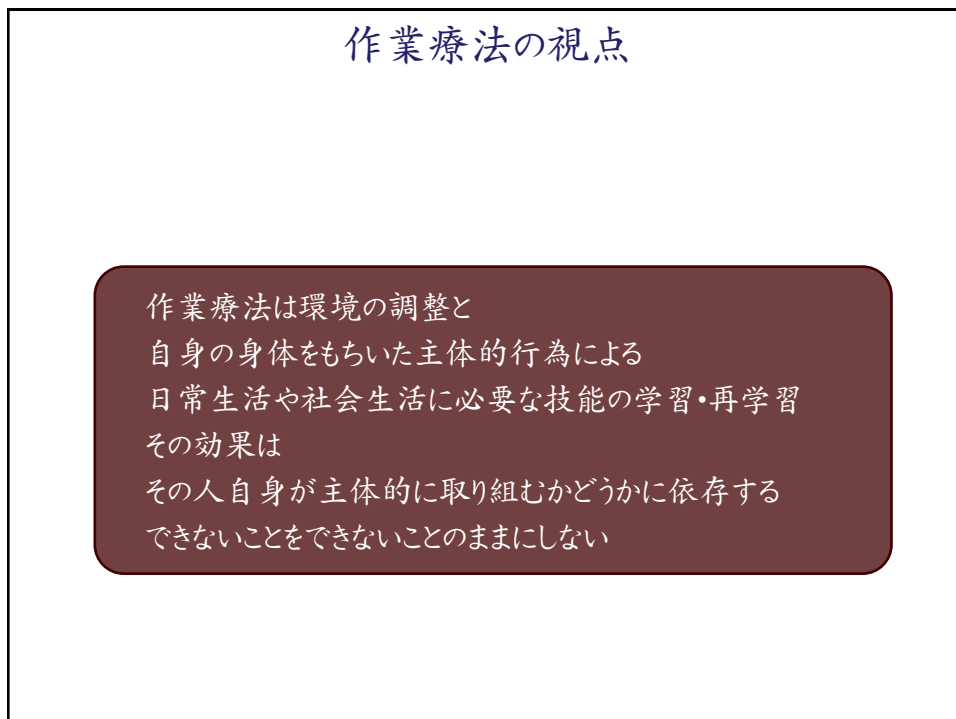 作業療法の視点
作業療法は環境の調整と
自身の身体をもちいた主体的行為による
日常生活や社会生活に必要な技能の学習・再学習
その効果は
その人自身が主体的に取り組むかどうかに依存する
できないことをできないことのままにしない